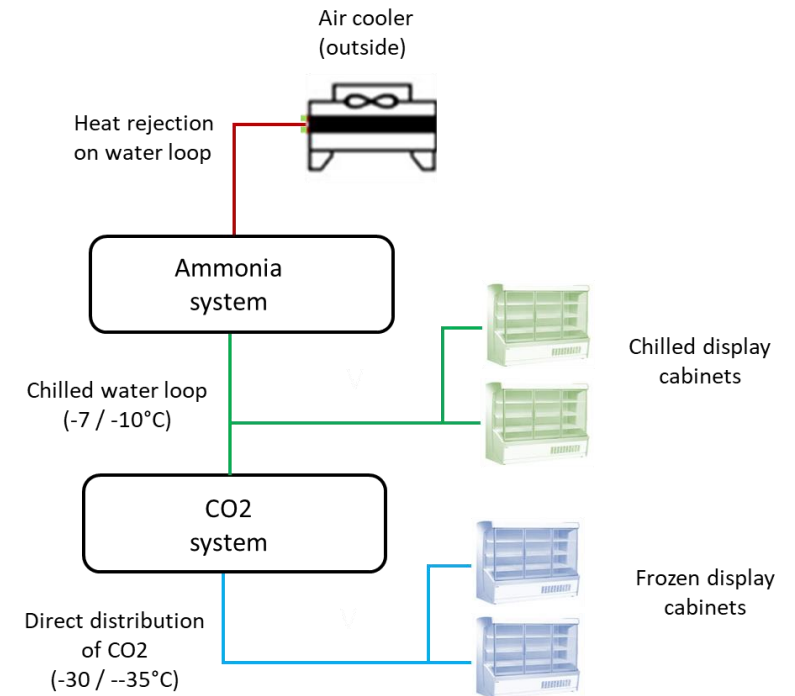 Air cooler
(outside)
Heat rejection
on water loop
Ammonia
system
Chilled display
cabinets
Chilled water loop
(-7 / -10°C)
CO2
system
Frozen display
cabinets
Direct distribution
of CO2
(-30 / --35°C)